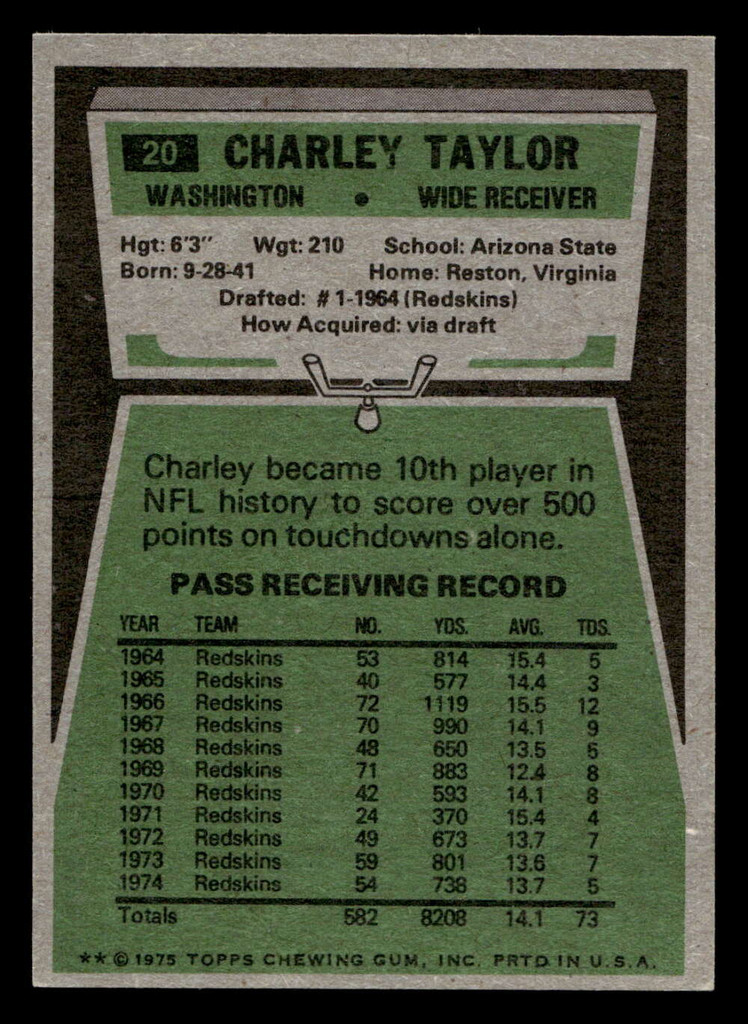 20 CHARLEY TAYLOR
WASHINGTON • WIDE RECEIVER
Hgt: 6'3" Wgt: 210 School: Arizona State
Born: 9-28-41 Home: Reston, Virginia
Drafted: #1-1964 (Redskins)
How Acquired: via draft
Charley became 10th player in
NFL history to score over 500
points on touchdowns alone.
PASS RECEIVING RECORD
YEAR TEAM NO. YDS. AVG. TDS.
1964 Redskins 53 814 15.4 5
1965 Redskins 40 577 14.4 3
1966 Redskins 72 1119 15.5 12
1967 Redskins 70 990 14.1 9
1968 Redskins 48 650 13.5 5
1969 Redskins 71 883 12.4 8
1970 Redskins 42 593 14.1 8
1971 Redskins 24 370 15.4 4
1972 Redskins 49 673 13.7 7
1973 Redskins 59 801 13.6 7
1974 Redskins 54 738 13.7 5
Totals 582 8208 14.1 73
** © 1975 TOPPS CHEWING GUM, INC. PRTD IN U.S.A.